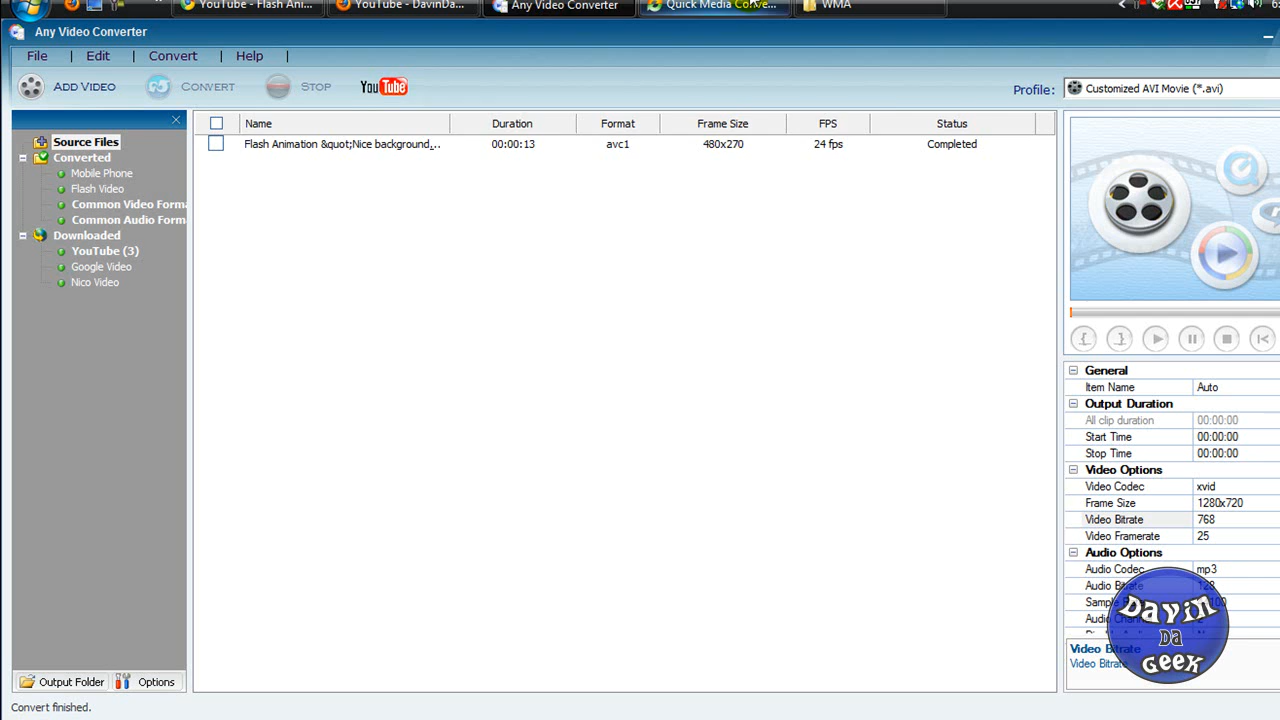 YouTube - Flash Ani...
YouTube - DavinDa...
Any Video Converter
Quick Media Conve...
WMA
Any Video Converter
File
Edit
Convert
Help
ADD VIDEO
CONVERT
STOP
YouTube
Profile:
Customized AVI Movie (*.avi)
Name
Duration
Format
Frame Size
FPS
Status
Flash Animation &quot;Nice background,..
00:00:13
avc1
480x270
24 fps
Completed
Source Files
Converted
Mobile Phone
Flash Video
Common Video Forma
Common Audio Forma
Downloaded
YouTube (3)
Google Video
Nico Video
General
Item Name
Auto
Output Duration
All clip duration
00:00:00
Start Time
00:00:00
Stop Time
00:00:00
Video Options
Video Codec
xvid
Frame Size
1280x720
Video Bitrate
768
Video Framerate
25
Audio Options
Audio Codec
mp3
Audio Bitrate
128
Video Bitrate
Video Bitrate
Davin
Da
Geek
Output Folder
Options
Convert finished.